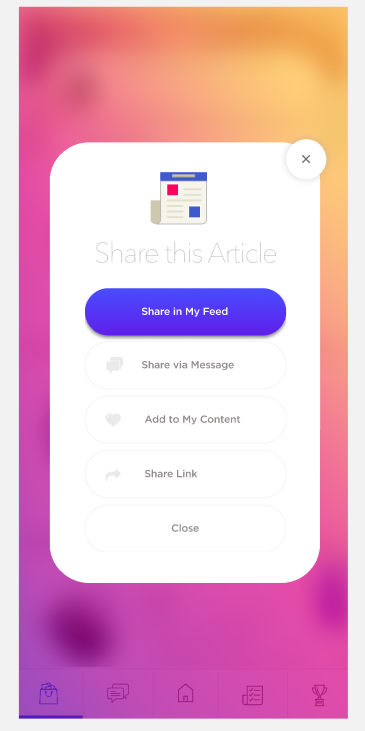 Share this Article
Share in My Feed
Share via Message
Add to My Content
Share Link
Close